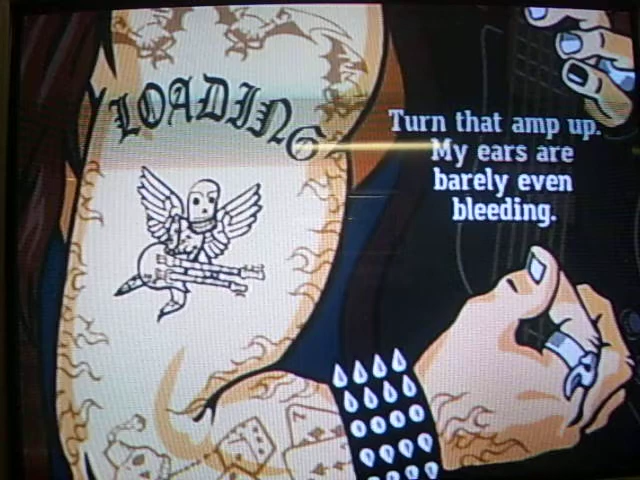 LOADING
Turn that amp up.
My ears are
barely even
bleeding.